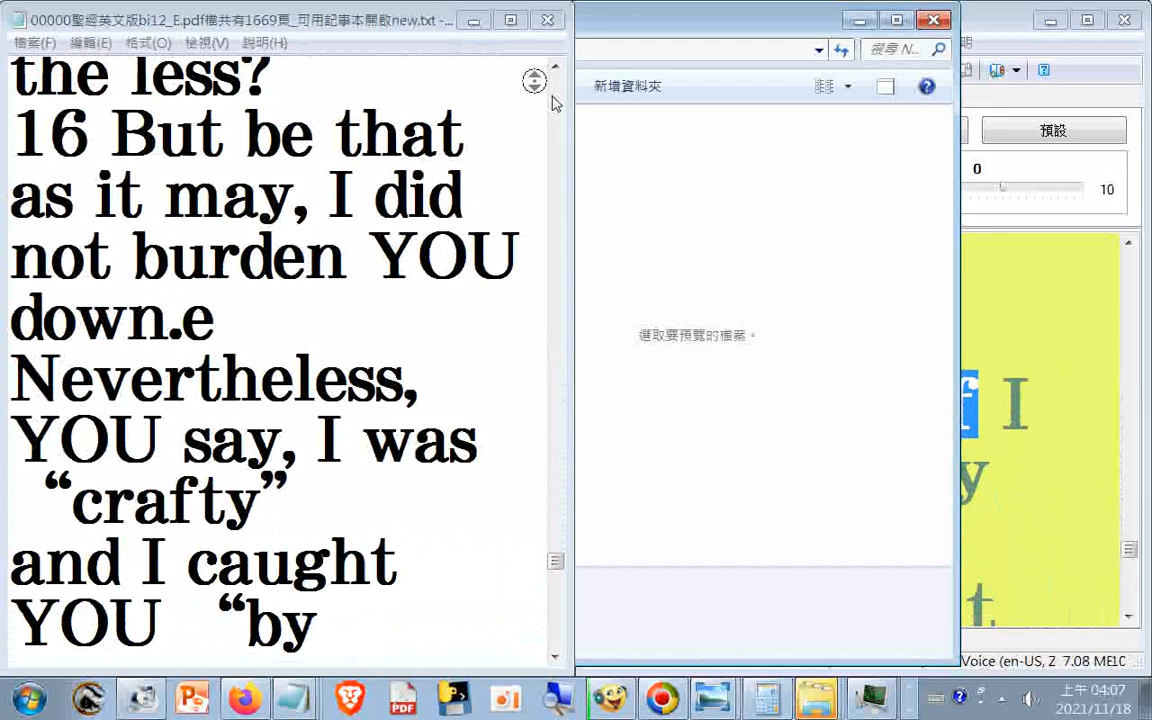 00000聖經英文版bi12_E.pdf檔共有1669頁_可用記事本開啟new.txt -...
檔案(F) 編輯(E) 格式(O) 檢視(V) 說明(H)
the less?
16 But be that
as it may, I did
not burden YOU
down.e
Nevertheless,
YOU say, I was
“crafty”
and I caught
YOU “by
搜尋 N...
新增資料夾
選取要預覽的檔案。
明
預設
0
10
f I
y
t.
Voice (en-US, Z 7.08 ME1C
上午 04:07
2021/11/18